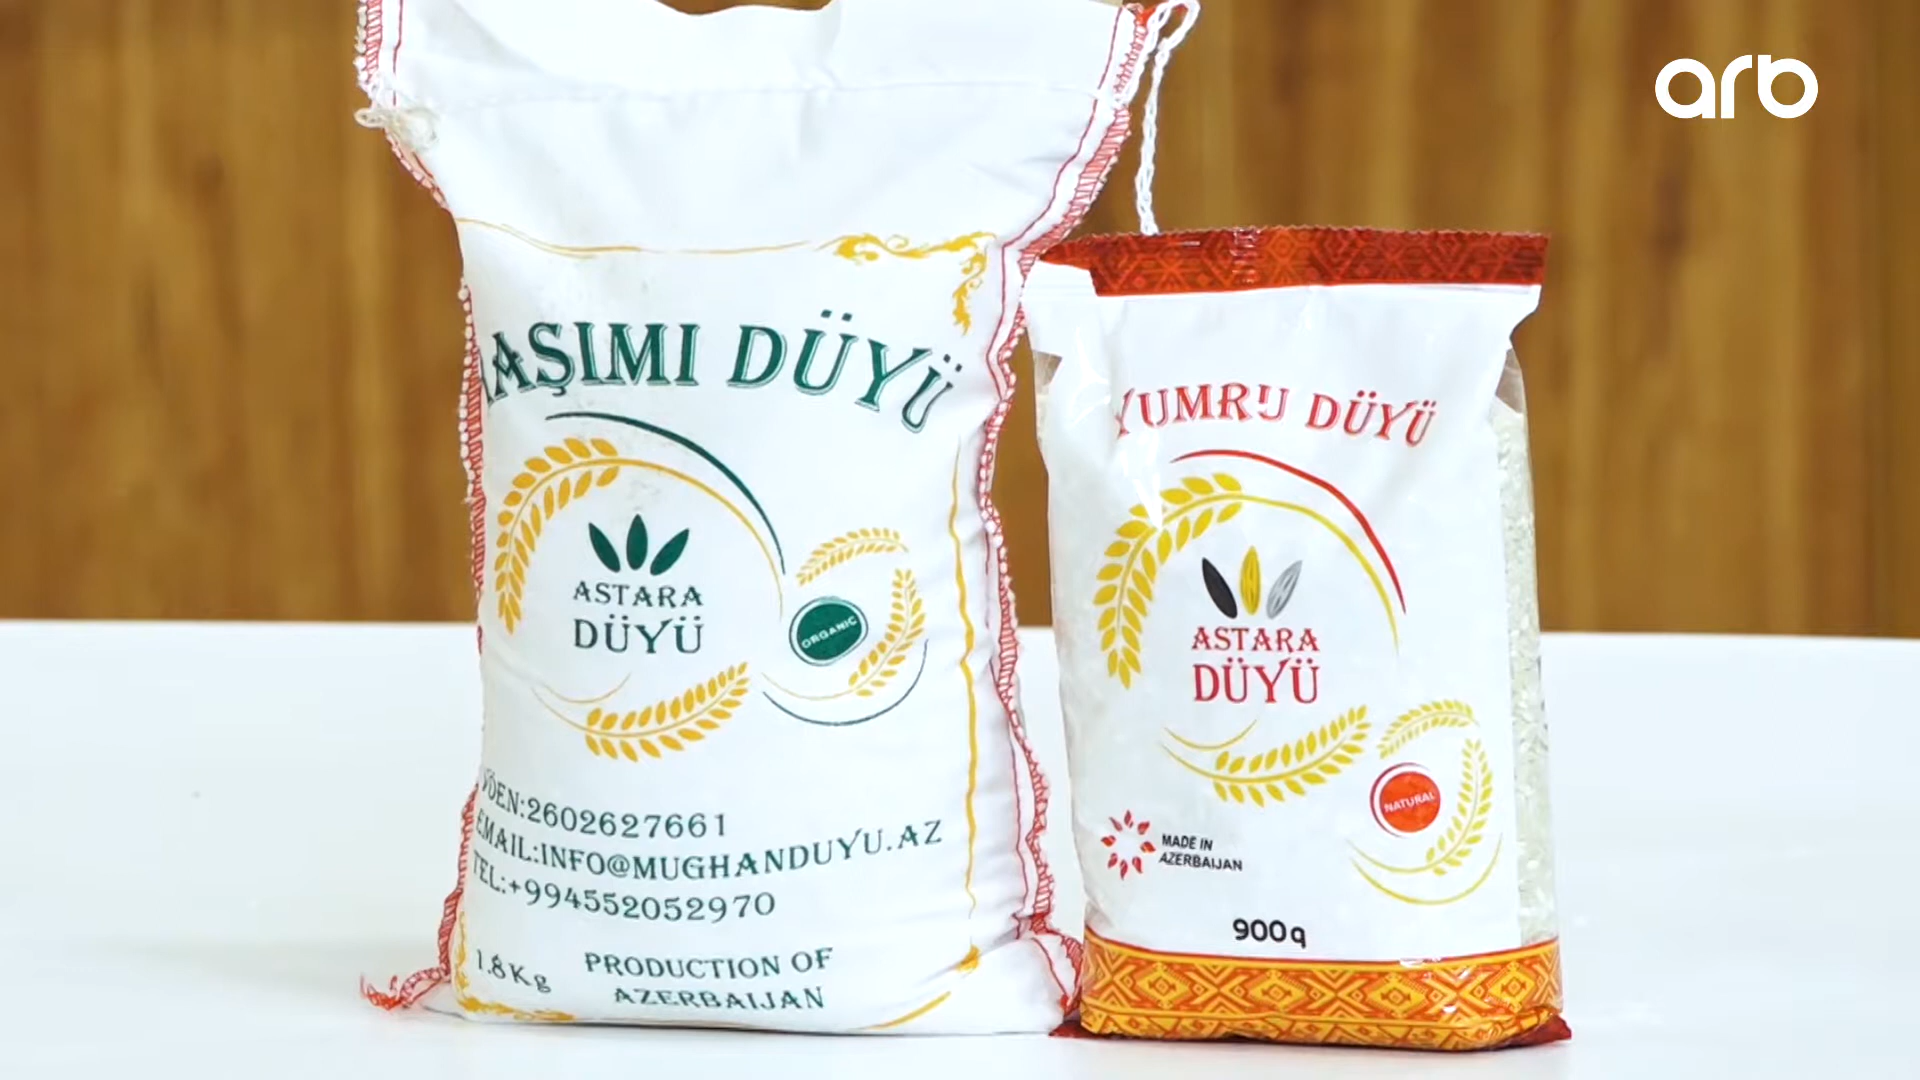 arb
AŞIMI DÜYÜ
ASTARA
DÜYÜ
ORGANIC
VÖEN:2602627661
EMAIL:INFO@MUGHANDUYU.AZ
TEL:+994552052970
1.8Kg
PRODUCTION OF
AZERBAIJAN
YUMRU DÜYÜ
ASTARA
DÜYÜ
NATURAL
MADE IN
AZERBAIJAN
900q